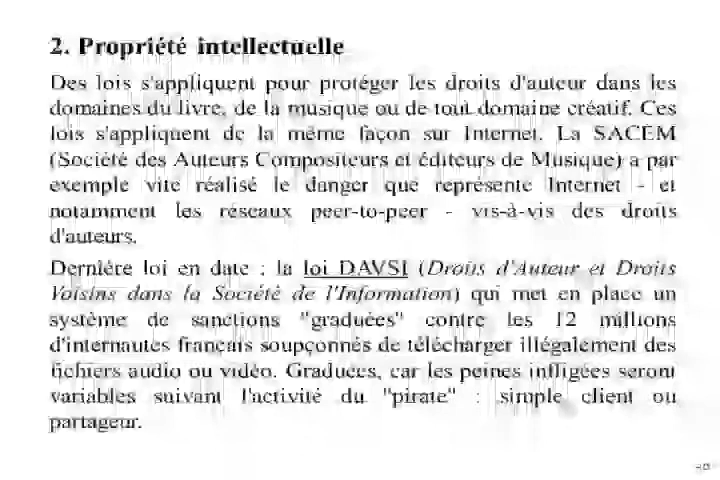 2. Propriété intellectuelle
Des lois s'appliquent pour protéger les droits d'auteur dans les
domaines du livre, de la musique ou de tout domaine créatif. Ces
lois s'appliquent de la même façon sur Internet. La SACEM
(Société des Auteurs Compositeurs et éditeurs de Musique) a par
exemple vite réalisé le danger que représente Internet - et
notamment les réseaux peer-to-peer - vis-à-vis des droits
d'auteurs.
Dernière loi en date : la loi DAVSI (Droits d'Auteur et Droits
Voisins dans la Société de l'Information) qui met en place un
système de sanctions "graduées" contre les 12 millions
d'internautes français soupçonnés de télécharger illégalement des
fichiers audio ou vidéo. Graduées, car les peines infligées seront
variables suivant l'activité du "pirate" : simple client ou
partageur.